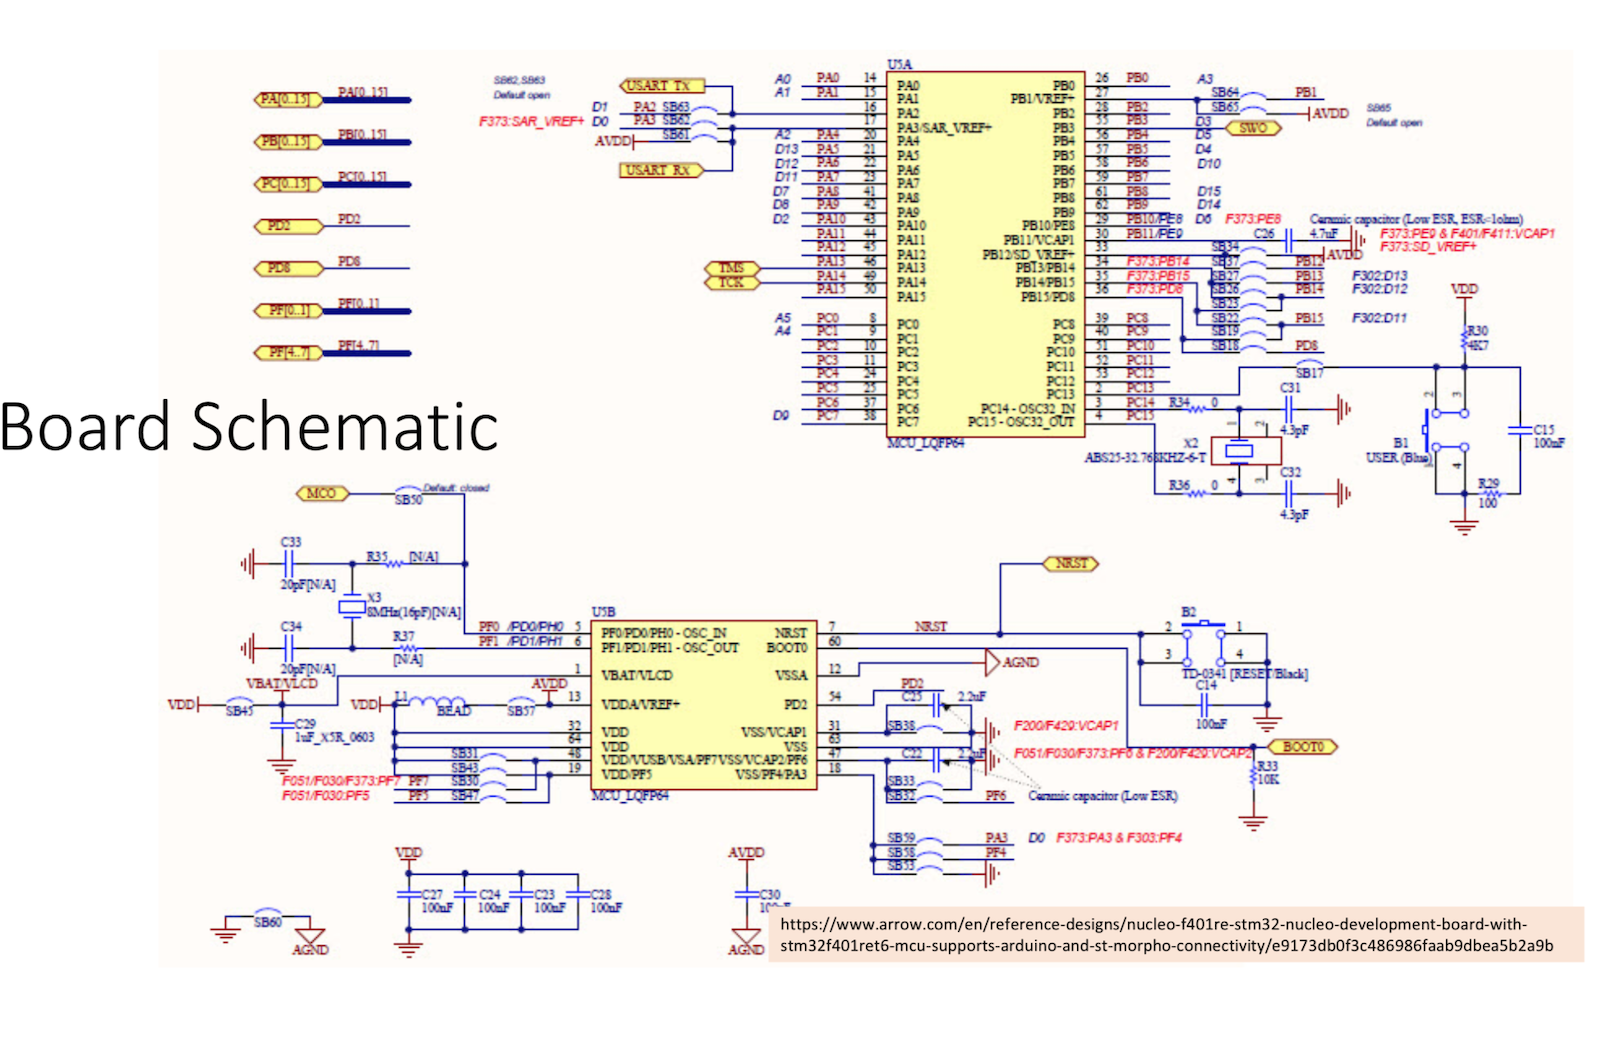 Board Schematic
PA[0..15] PA[0..15]
PB[0..15] PB[0..15]
PC[0..15] PC[0..15]
PD2 PD2
PD8 PD8
PF[0..1] PF[0..1]
PF[4..7] PF[4..7]
SB62,SB63
Default open
USART_TX
D1 PA2 SB63
F373:SAR_VREF+ D0 PA3 SB62
AVDD SB61
USART_RX
TMS
TCK
U5A
A0 PA0 14 PA0
A1 PA1 15 PA1
16 PA2
17 PA3/SAR_VREF+
A2 PA4 20 PA4
D13 PA5 21 PA5
D12 PA6 22 PA6
D11 PA7 23 PA7
D7 PA8 41 PA8
D8 PA9 42 PA9
D2 PA10 43 PA10
PA11 44 PA11
PA12 45 PA12
PA13 46 PA13
PA14 49 PA14
PA15 50 PA15
A5 PC0 8 PC0
A4 PC1 9 PC1
PC2 10 PC2
PC3 11 PC3
PC4 24 PC4
PC5 25 PC5
PC6 37 PC6
D9 PC7 38 PC7
MCU_LQFP64
PB0 26 PB0 A3
PB1/VREF+ 27 SB64 PB1
PB2 28 PB2 SB65 AVDD
SB65
Default open
PB3 55 PB3 D3 SWO
PB4 56 PB4 D5
PB5 57 PB5 D4
PB6 58 PB6 D10
PB7 59 PB7
PB8 61 PB8 D15
PB9 62 PB9 D14
PB10/PE8 29 PB10/PE8 D6 F373:PE8
PB11/VCAP1 30 PB11/PE9
PB12/SD_VREF+ 33
PB13/PB14 34 F373:PB14
PB14/PB15 35 F373:PB15
PB15/PD8 36 F373:PD8
Ceramic capacitor (Low ESR, ESR<1ohm)
C26 4.7uF F373:PE9 & F401/F411:VCAP1
F373:SD_VREF+
SB34 AVDD
SB37 PB12
SB27 PB13 F302:D13
SB26 PB14 F302:D12
SB23
SB22 PB15 F302:D11
SB19
SB18 PD8
SB17
PC8 39 PC8
PC9 40 PC9
PC10 51 PC10
PC11 52 PC11
PC12 53 PC12
PC13 2 PC13
PC14 - OSC32_IN 3 PC14
PC15 - OSC32_OUT 4 PC15
R34 0
C31
4.3pF
X2
ABS25-32.768KHZ-6-T
1 2
4 3
R36 0
C32
4.3pF
VDD
R30
4K7
2 3
B1
USER (Blue)
4
C15
100nF
R29
100
MCO
SB50 Default: closed
C33
20pF[N/A]
R35 [N/A]
X3
8MHz(16pF)[N/A]
C34
20pF[N/A]
R37
[N/A]
VBAT/VLCD
VDD SB45
C29
1uF_X5R_0603
VDD L1
BEAD
AVDD
SB57
SB31
SB43
F051/F030/F373:PF7 PF7 SB30
F051/F030:PF5 PF5 SB47
U5B
PF0 /PD0/PH0 5 PF0/PD0/PH0 - OSC_IN
PF1 /PD1/PH1 6 PF1/PD1/PH1 - OSC_OUT
1 VBAT/VLCD
13 VDDA/VREF+
32 VDD
64 VDD
48 VDD/VUSB/VSA/PF7
19 VDD/PF5
NRST 7 NRST
BOOT0 60
VSSA 12 AGND
PD2 54 PD2
VSS/VCAP1 31
VSS 63
VSS/VCAP2/PF6 47
VSS/PF4/PA3 18
MCU_LQFP64
NRST
C25 2.2uF
SB38 F200/F429:VCAP1
C22 2.2uF F051/F030/F373:PF6 & F200/F429:VCAP2
SB33
SB32 PF6
Ceramic capacitor (Low ESR)
SB59 PA3 D0 F373:PA3 & F303:PF4
SB58 PF4
SB53
B2
2 1
3 4
TD-0341 [RESET/Black]
C14
100nF
BOOT0
R33
10K
VDD
C27 C24 C23 C28
100nF 100nF 100nF 100nF
AVDD
C30
AGND
SB60
AGND
https://www.arrow.com/en/reference-designs/nucleo-f401re-stm32-nucleo-development-board-with-
stm32f401ret6-mcu-supports-arduino-and-st-morpho-connectivity/e9173db0f3c486986faab9dbea5b2a9b